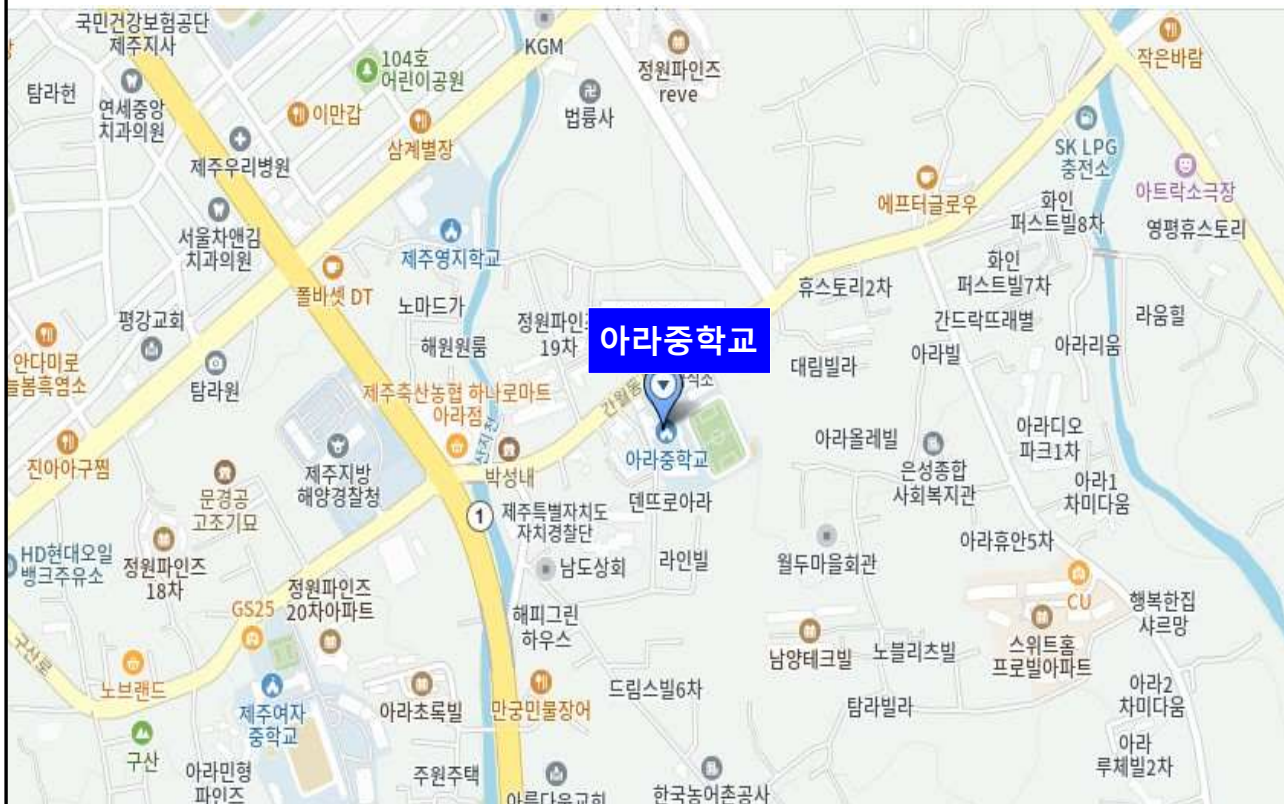 국민건강보험공단
제주지사
KGM
104호
어린이공원
정원파인즈
reve
작은바람
탐라헌
연세중앙
치과의원
이만갑
삼계별장
법륭사
제주우리병원
SK LPG
충전소
아트락소극장
에프터글로우
화인
퍼스트빌8차
영평휴스토리
서울차앤김
치과의원
제주영지학교
폴바셋 DT
노마드가
화인
퍼스트빌7차
휴스토리2차
평강교회
해원원룸
정원파인즈
19차
아라중학교
간드락뜨래별
라움힐
안다미로
늘봄흑염소
탐라원
대림빌라
아라빌
아라리움
제주축산농협 하나로마트
아라점
간월동
산지천
진아아구찜
제주지방
해양경찰청
박성내
아라중학교
아라올레빌
은성종합
사회복지관
아라디오
파크1차
문경공
고조기묘
1
제주특별자치도
자치경찰단
덴뜨로아라
아라1
차미다움
HD현대오일
뱅크주유소
정원파인즈
18차
남도상회
라인빌
월두마을회관
아라휴안5차
정원파인즈
20차아파트
GS25
CU
행복한집
샤르망
해피그린
하우스
구산로
노브랜드
남양테크빌
노블리츠빌
스위트홈
프로빌아파트
제주여자
중학교
아라초록빌
만궁민물장어
드림스빌6차
탐라빌라
아라2
차미다움
구산
아라민형
파인즈
주원주택
아름다운교회
한국농어촌공사
아라
루체빌2차